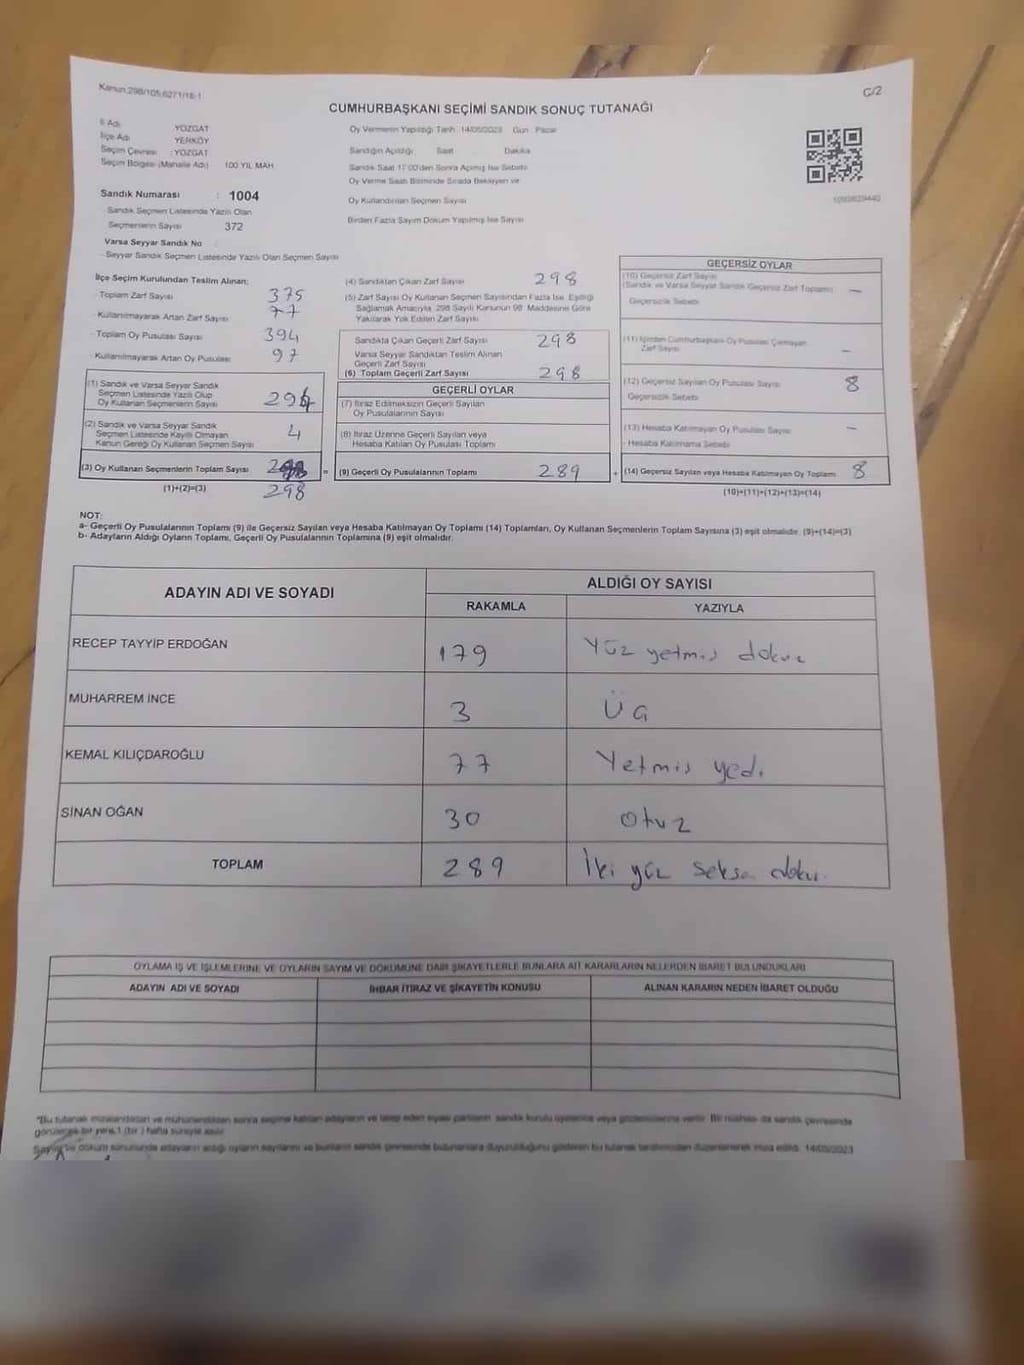 Kanun:298/105,6271/18-1
C/2
CUMHURBAŞKANI SEÇİMİ SANDIK SONUÇ TUTANAĞI
İl Adı : YOZGAT
İlçe Adı : YERKÖY
Seçim Çevresi : YOZGAT
Seçim Bölgesi (Mahalle Adı) : 100 YIL MAH
Sandık Numarası : 1004
Sandık Seçmen Listesinde Yazılı Olan
Seçmenlerin Sayısı 372
Varsa Seyyar Sandık No
- Seyyar Sandık Seçmen Listesinde Yazılı Olan Seçmen Sayısı
Oy Vermenin Yapıldığı Tarih :14/05/2023 Gün : Pazar
Sandığın Açıldığı Saat Dakika
Sandık Saat 17:00'den Sonra Açılmış İse Sebebi
Oy Verme Saati Bitiminde Sırada Bekleyen ve
Oy Kullandırılan Seçmen Sayısı
Birden Fazla Sayım Döküm Yapılmış İse Sayısı
İlçe Seçim Kurulundan Teslim Alınan;
- Toplam Zarf Sayısı 375
- Kullanılmayarak Artan Zarf Sayısı 77
- Toplam Oy Pusulası Sayısı 394
- Kullanılmayarak Artan Oy Pusulası 97
(1) Sandık ve Varsa Seyyar Sandık
Seçmen Listesinde Yazılı Olup
Oy Kullanan Seçmenlerin Sayısı 294
(2) Sandık ve Varsa Seyyar Sandık
Seçmen Listesinde Kayıtlı Olmayan
Kanun Gereği Oy Kullanan Seçmen Sayısı 4
(3) Oy Kullanan Seçmenlerin Toplam Sayısı =
(1)+(2)=(3) 298
(4) Sandıktan Çıkan Zarf Sayısı 298
(5) Zarf Sayısı Oy Kullanan Seçmen Sayısından Fazla İse, Eşitliği
Sağlamak Amacıyla, 298 Sayılı Kanunun 98. Maddesine Göre
Yakılarak Yok Edilen Zarf Sayısı
Sandıkta Çıkan Geçerli Zarf Sayısı 298
Varsa Seyyar Sandıktan Teslim Alınan
Geçerli Zarf Sayısı
(6) Toplam Geçerli Zarf Sayısı 298
GEÇERLİ OYLAR
(7) İtiraz Edilmeksizin Geçerli Sayılan
Oy Pusulalarının Sayısı
(8) İtiraz Üzerine Geçerli Sayılan veya
Hesaba Katılan Oy Pusulası Toplamı
(9) Geçerli Oy Pusulalarının Toplamı 289 +
GEÇERSİZ OYLAR
(10) Geçersiz Zarf Sayısı
(Sandık ve Varsa Seyyar Sandık Geçersiz Zarf Toplamı) —
Geçersizlik Sebebi
(11) İçinden Cumhurbaşkanı Oy Pusulası Çıkmayan
Zarf Sayısı —
(12) Geçersiz Sayılan Oy Pusulası Sayısı 8
Geçersizlik Sebebi
(13) Hesaba Katılmayan Oy Pusulası Sayısı —
- Hesaba Katılmama Sebebi
(14) Geçersiz Sayılan veya Hesaba Katılmayan Oy Toplamı 8
(10)+(11)+(12)+(13)=(14)
NOT:
a- Geçerli Oy Pusulalarının Toplamı (9) ile Geçersiz Sayılan veya Hesaba Katılmayan Oy Toplamı (14) Toplamları, Oy Kullanan Seçmenlerin Toplam Sayısına (3) eşit olmalıdır. (9)+(14)=(3)
b- Adayların Aldığı Oyların Toplamı, Geçerli Oy Pusulalarının Toplamına (9) eşit olmalıdır.
ADAYIN ADI VE SOYADI
ALDIĞI OY SAYISI
RAKAMLA YAZIYLA
RECEP TAYYİP ERDOĞAN 179 Yüz yetmiş dokuz
MUHARREM İNCE 3 Üç
KEMAL KILIÇDAROĞLU 77 Yetmiş yedi
SİNAN OĞAN 30 otuz
TOPLAM 289 İki yüz seksen doku
OYLAMA İŞ VE İŞLEMLERİNE VE OYLARIN SAYIM VE DÖKÜMÜNE DAİR ŞİKAYETLERLE BUNLARA AİT KARARLARIN NELERDEN İBARET BULUNDUKLARI
ADAYIN ADI VE SOYADI İHBAR İTİRAZ VE ŞİKAYETİN KONUSU ALINAN KARARIN NEDEN İBARET OLDUĞU
"Bu tutanak imzalandıktan ve mühürlendikten sonra seçime katılan adayların ve talep eden siyasi partilerin sandık kurulu üyelerine veya gözlemcilerine verilir. Bir nüshası da sandık çevresinde
görülecek bir yere,1 (bir ) hafta süreyle asılır.
Sayım ve döküm sonununda adayların aldığı oyların sayılarını ve bunların sandık çevresinde bulunanlara duyurulduğunu gösteren bu tutanak tarafımızdan düzenlenerek imza edildi. 14/05/2023